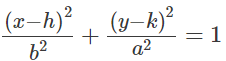 (x−h)²/b² + (y−k)²/a² = 1